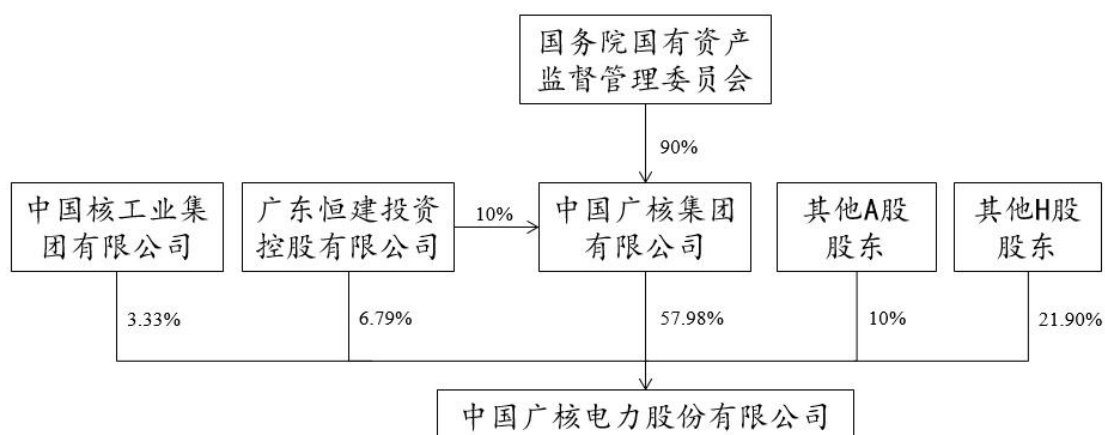 国务院国有资产
监督管理委员会
90%
中国核工业集
团有限公司
广东恒建投资
控股有限公司
10%
中国广核集团
有限公司
其他A股
股东
其他H股
股东
3.33%
6.79%
57.98%
10%
21.90%
中国广核电力股份有限公司